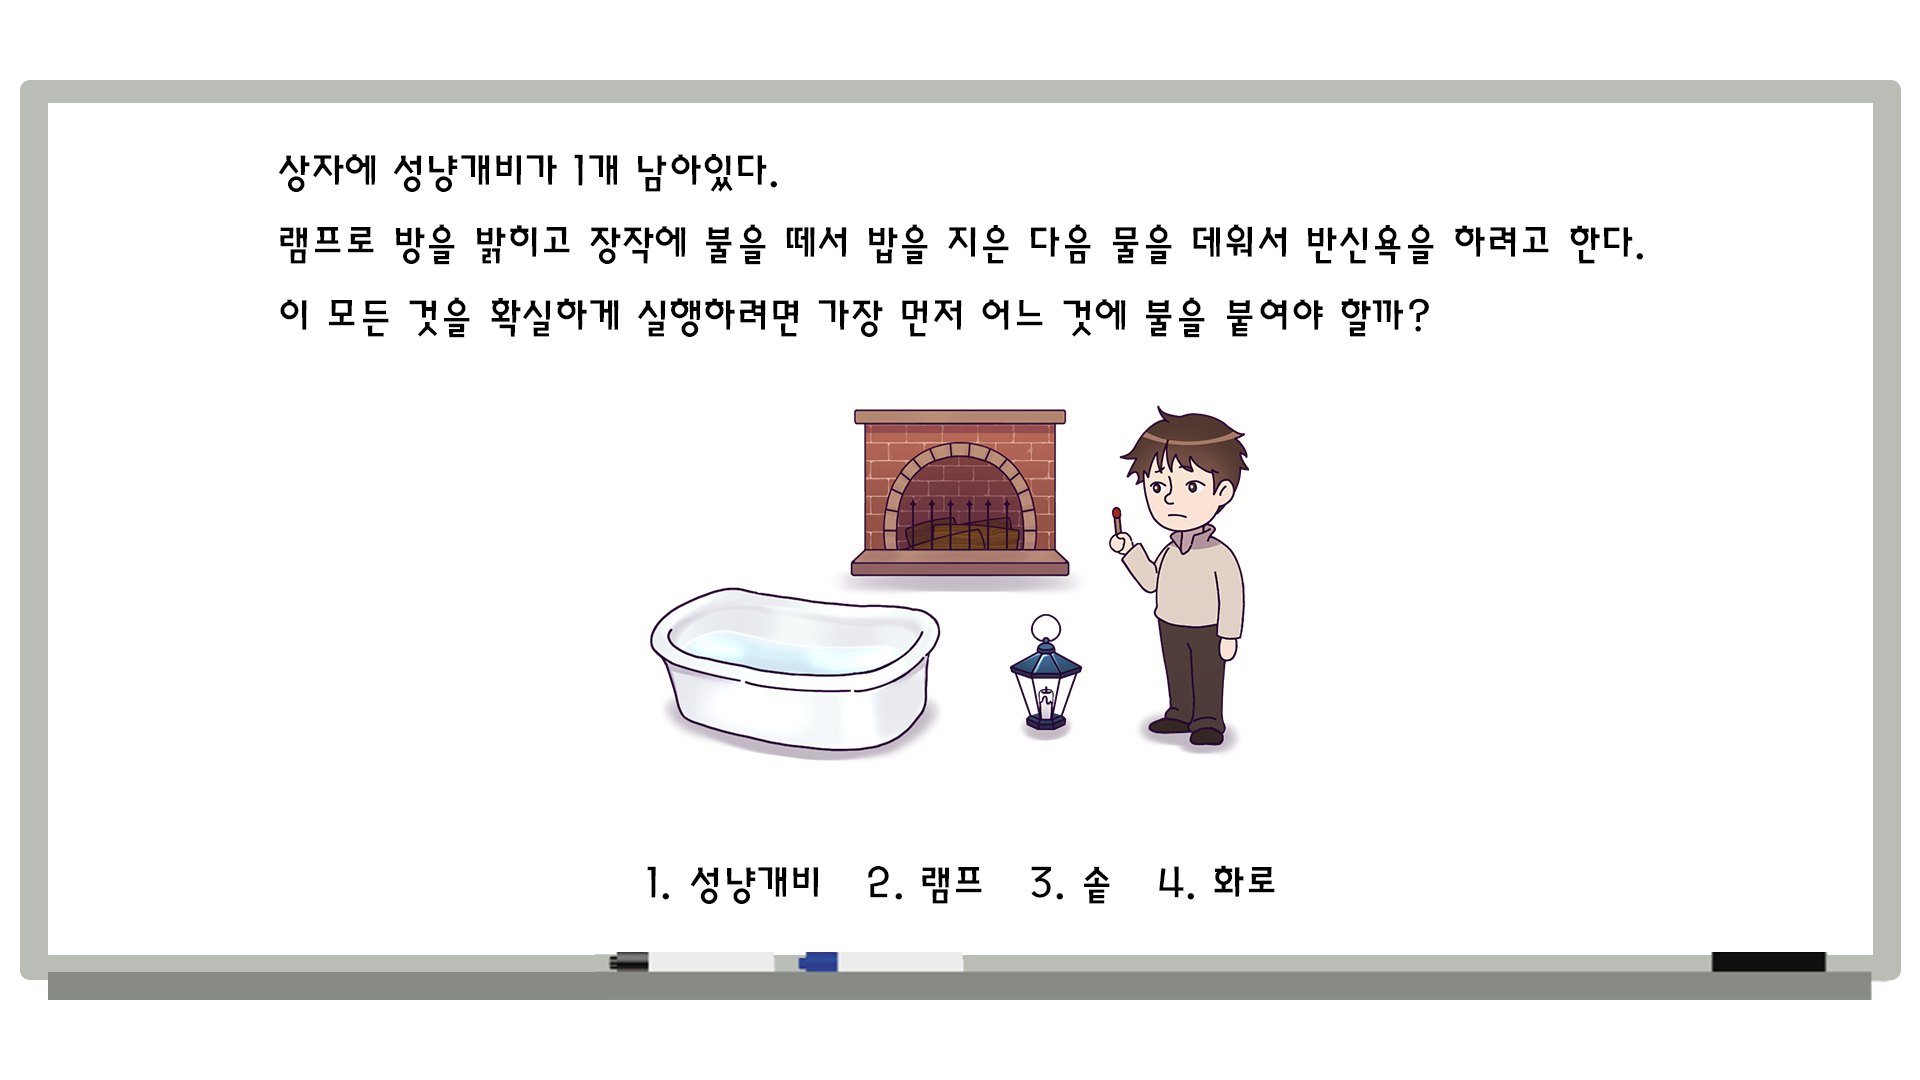 상자에 성냥개비가 1개 남아있다.
램프로 방을 밝히고 장작에 불을 떼서 밥을 지은 다음 물을 데워서 반신욕을 하려고 한다.
이 모든 것을 확실하게 실행하려면 가장 먼저 어느 것에 불을 붙여야 할까?
1. 성냥개비 2. 램프 3. 솥 4. 화로